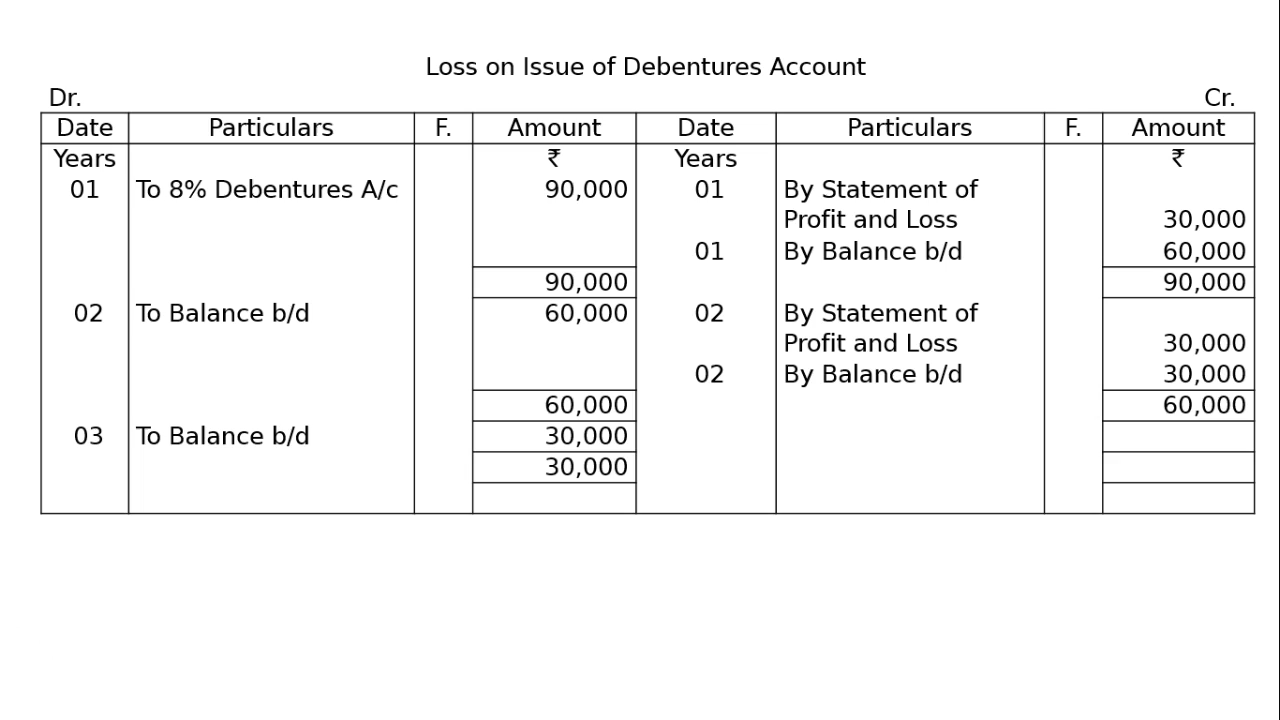 Loss on Issue of Debentures Account
Dr. Cr.
Date Particulars F. Amount Date Particulars F. Amount
Years ₹ Years ₹
01 To 8% Debentures A/c 90,000 01 By Statement of
Profit and Loss 30,000
01 By Balance b/d 60,000
90,000 90,000
02 To Balance b/d 60,000 02 By Statement of
Profit and Loss 30,000
02 By Balance b/d 30,000
60,000 60,000
03 To Balance b/d 30,000
30,000